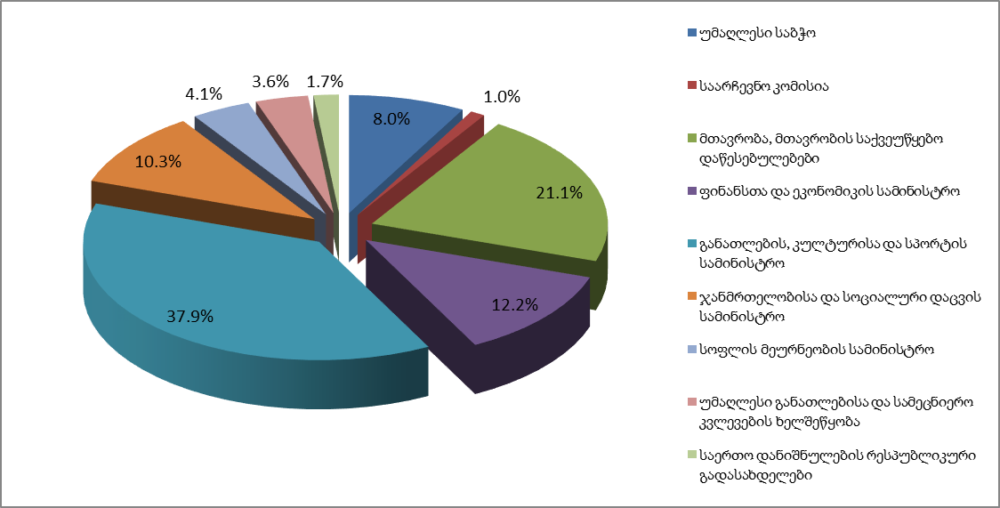 8.0%
1.0%
21.1%
12.2%
37.9%
10.3%
4.1%
3.6%
1.7%
უმაღლესი საბჭო
საარჩევნო კომისია
მთავრობა, მთავრობის საქვეუწყებო
დაწესებულებები
ფინანსთა და ეკონომიკის სამინისტრო
განათლების, კულტურისა და სპორტის
სამინისტრო
ჯანმრთელობისა და სოციალური დაცვის
სამინისტრო
სოფლის მეურნეობის სამინისტრო
უმაღლესი განათლებისა და სამეცნიერო
კვლევების ხელშეწყობა
საერთო დანიშნულების რესპუბლიკური
გადასახდელები